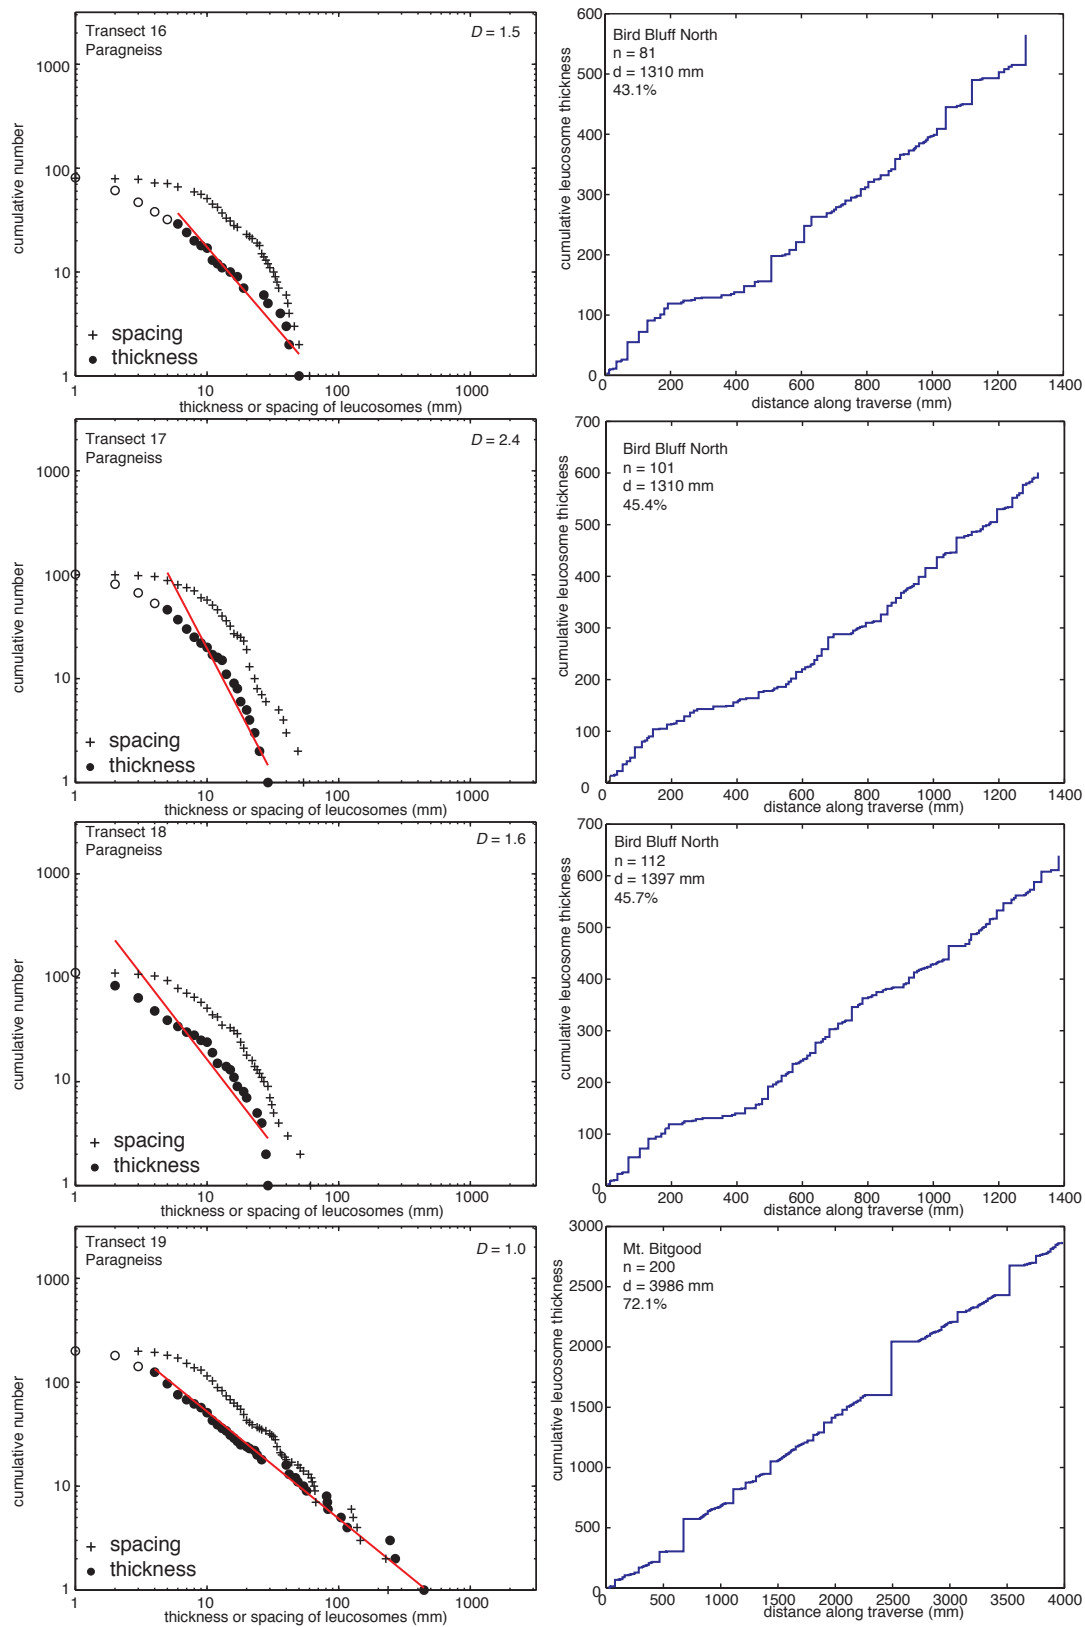 Transect 16
Paragneiss
D = 1.5
1000
100
10
1
cumulative number
+ spacing
● thickness
1 10 100 1000
thickness or spacing of leucosomes (mm)
Bird Bluff North
n = 81
d = 1310 mm
43.1%
600
500
400
300
200
100
0
cumulative leucosome thickness
0 200 400 600 800 1000 1200 1400
distance along traverse (mm)
Transect 17
Paragneiss
D = 2.4
1000
100
10
1
cumulative number
+ spacing
● thickness
1 10 100 1000
thickness or spacing of leucosomes (mm)
Bird Bluff North
n = 101
d = 1310 mm
45.4%
700
600
500
400
300
200
100
0
cumulative leucosome thickness
0 200 400 600 800 1000 1200 1400
distance along traverse (mm)
Transect 18
Paragneiss
D = 1.6
1000
100
10
1
cumulative number
+ spacing
● thickness
1 10 100 1000
thickness or spacing of leucosomes (mm)
Bird Bluff North
n = 112
d = 1397 mm
45.7%
700
600
500
400
300
200
100
0
cumulative leucosome thickness
0 200 400 600 800 1000 1200 1400
distance along traverse (mm)
Transect 19
Paragneiss
D = 1.0
1000
100
10
1
cumulative number
+ spacing
● thickness
1 10 100 1000
thickness or spacing of leucosomes (mm)
Mt. Bitgood
n = 200
d = 3986 mm
72.1%
3000
2500
2000
1500
1000
500
0
cumulative leucosome thickness
0 500 1000 1500 2000 2500 3000 3500 4000
distance along traverse (mm)